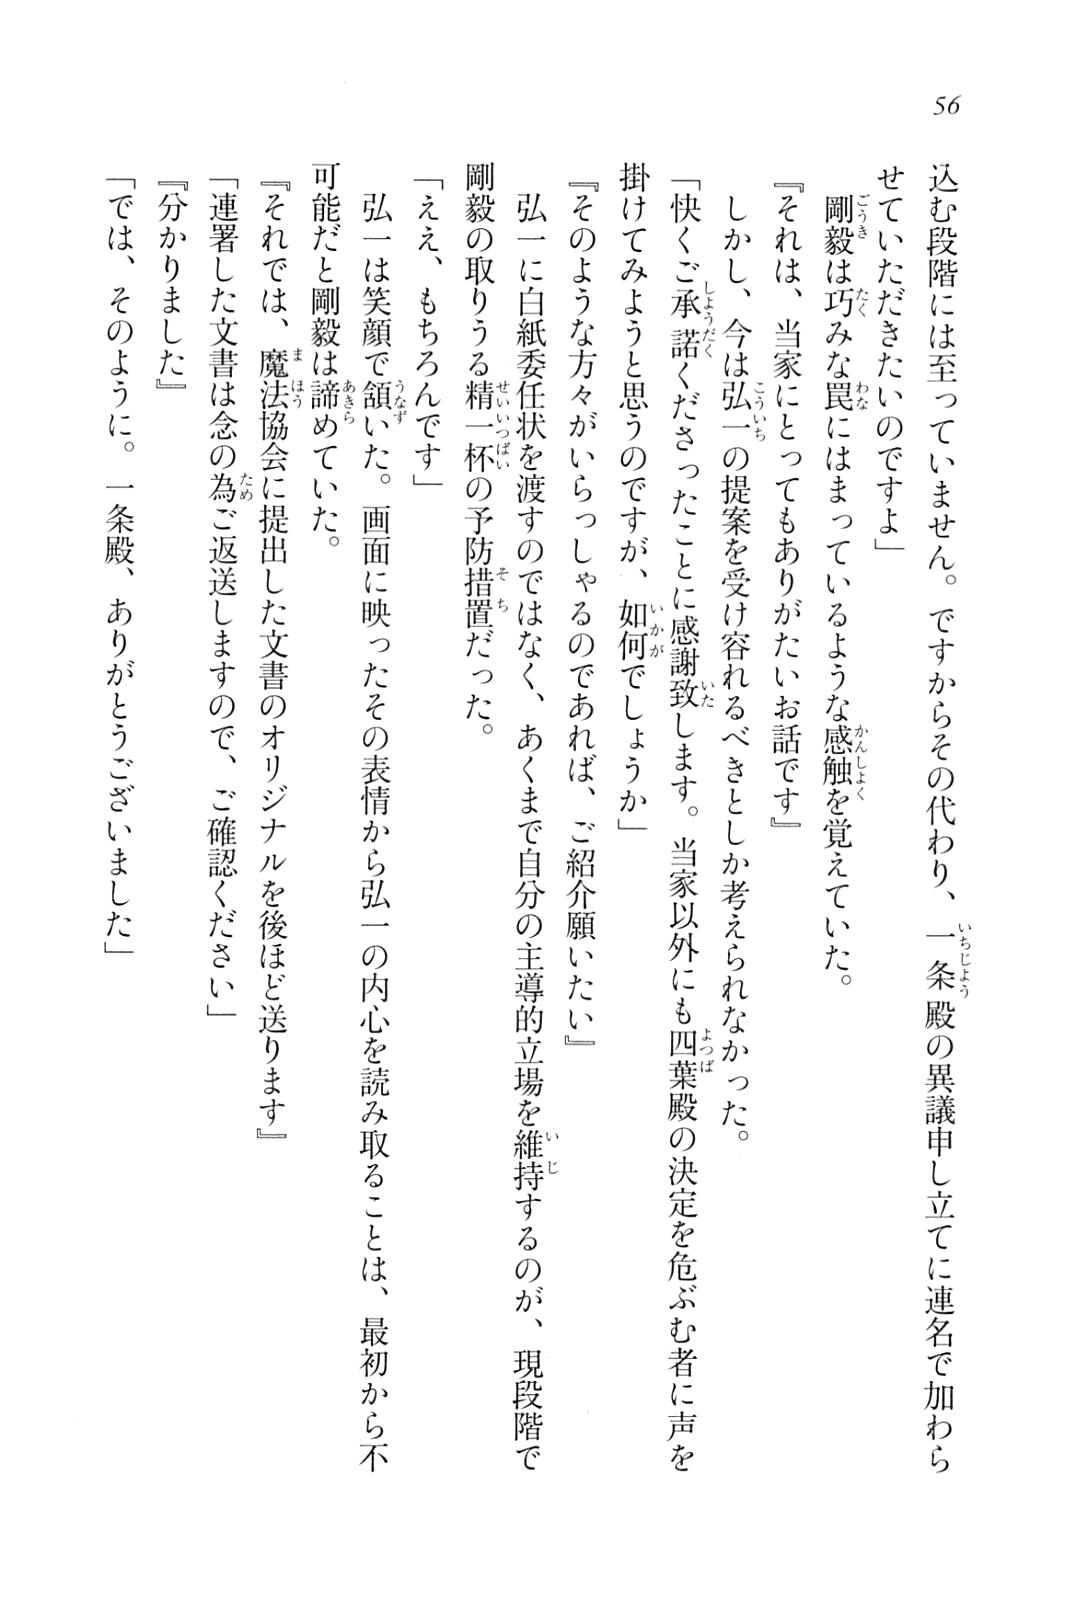 56
込む段階には至っていません。ですからその代わり、一条殿の異議申し立てに連名で加わら
せていただきたいのですよ」
　剛毅は巧みな罠にはまっているような感触を覚えていた。
『それは、当家にとってもありがたいお話です』
　しかし、今は弘一の提案を受け容れるべきとしか考えられなかった。
「快くご承諾くださったことに感謝致します。当家以外にも四葉殿の決定を危ぶむ者に声を
掛けてみようと思うのですが、如何でしょうか」
『そのような方々がいらっしゃるのであれば、ご紹介願いたい』
　弘一に白紙委任状を渡すのではなく、あくまで自分の主導的立場を維持するのが、現段階で
剛毅の取りうる精一杯の予防措置だった。
「ええ、もちろんです」
　弘一は笑顔で頷いた。画面に映ったその表情から弘一の内心を読み取ることは、最初から不
可能だと剛毅は諦めていた。
『それでは、魔法協会に提出した文書のオリジナルを後ほど送ります』
「連署した文書は念の為ご返送しますので、ご確認ください」
『分かりました』
「では、そのように。一条殿、ありがとうございました」